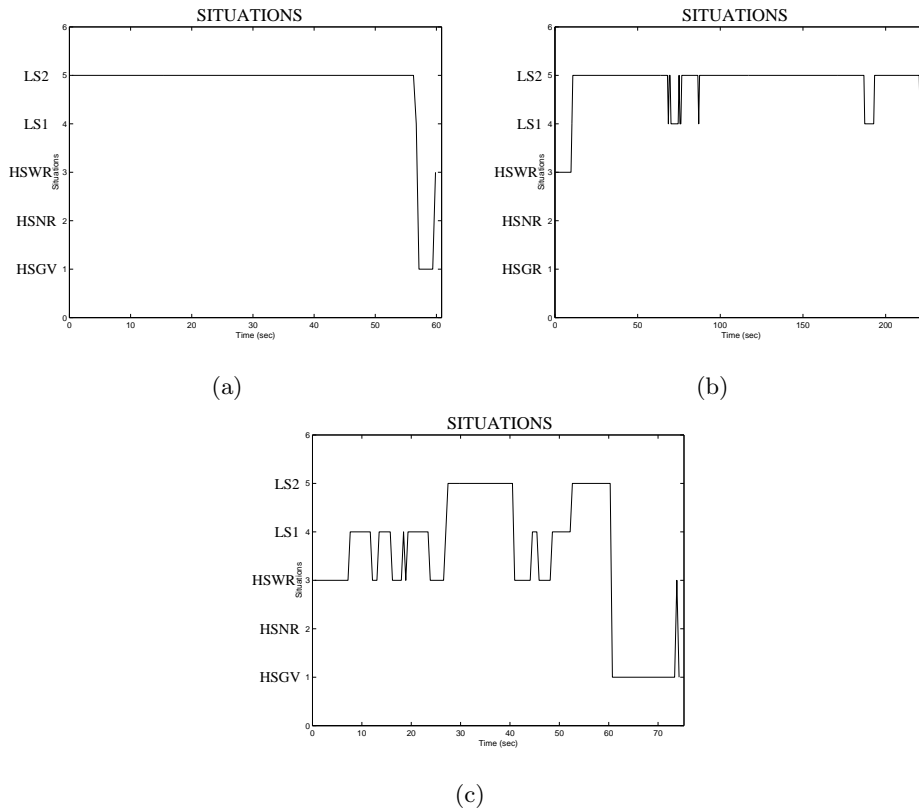 SITUATIONS
6
LS2 5
LS1 4
HSWR 3
Situations
HSNR 2
HSGV 1
0
0 10 20 30 40 50 60
Time (sec)
(a)
SITUATIONS
6
LS2 5
LS1 4
HSWR 3
Situations
HSNR 2
HSGR 1
0
0 50 100 150 200
Time (sec)
(b)
SITUATIONS
6
LS2 5
LS1 4
HSWR 3
Situations
HSNR 2
HSGV 1
0
0 10 20 30 40 50 60 70
Time (sec)
(c)